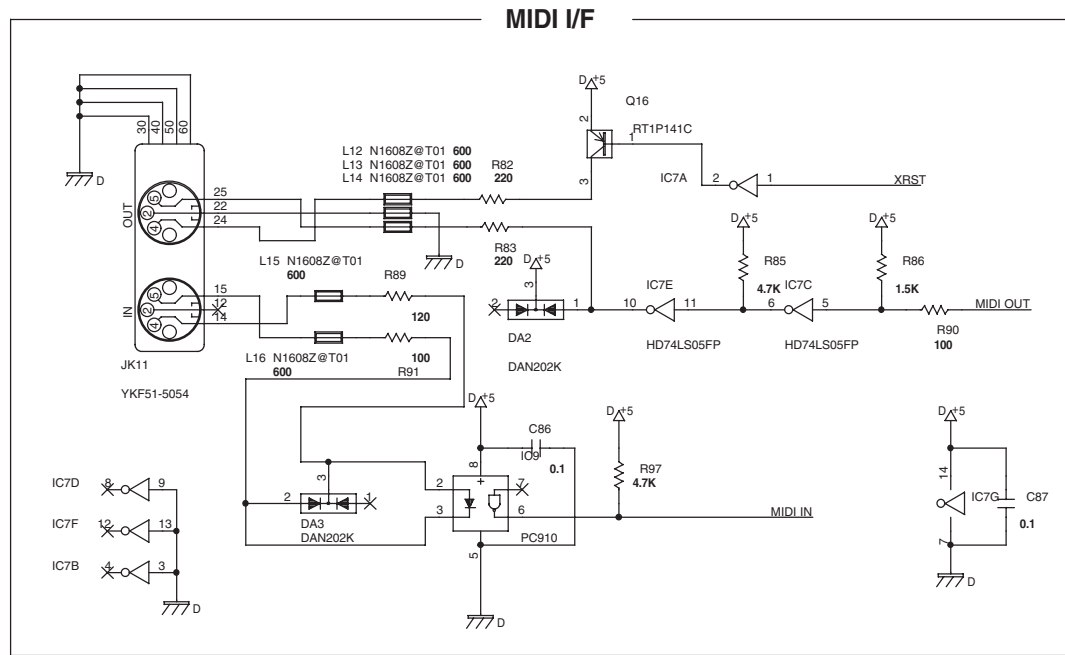 MIDI I/F
D +5
Q16
RT1P141C
2
1
3
30
40
50
60
D
L12 N1608Z@T01 600
L13 N1608Z@T01 600
L14 N1608Z@T01 600
R82
220
IC7A
2
1
XRST
OUT
5
2
4
25
22
24
R83
220
D
D +5
3
2
1
DA2
DAN202K
L15 N1608Z@T01
600
R89
120
IN
5
2
4
15
12
14
L16 N1608Z@T01
600
100
R91
JK11
YKF51-5054
10
IC7E
11
HD74LS05FP
D +5
R85
4.7K
6
IC7C
5
HD74LS05FP
D +5
R86
1.5K
R90
100
MIDI OUT
D +5
C86
0.1
IC9
8
2
3
7
6
5
PC910
D
3
2
1
DA3
DAN202K
D +5
R97
4.7K
MIDI IN
D +5
14
IC7G
7
C87
0.1
D
IC7D
8
9
IC7F
12
13
IC7B
4
3
D